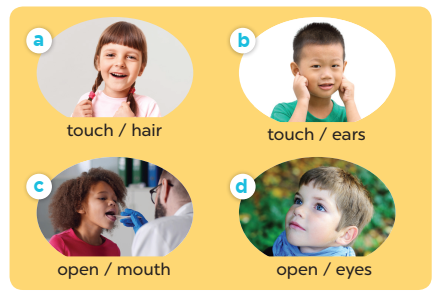 a
touch / hair
b
touch / ears
c
open / mouth
d
open / eyes